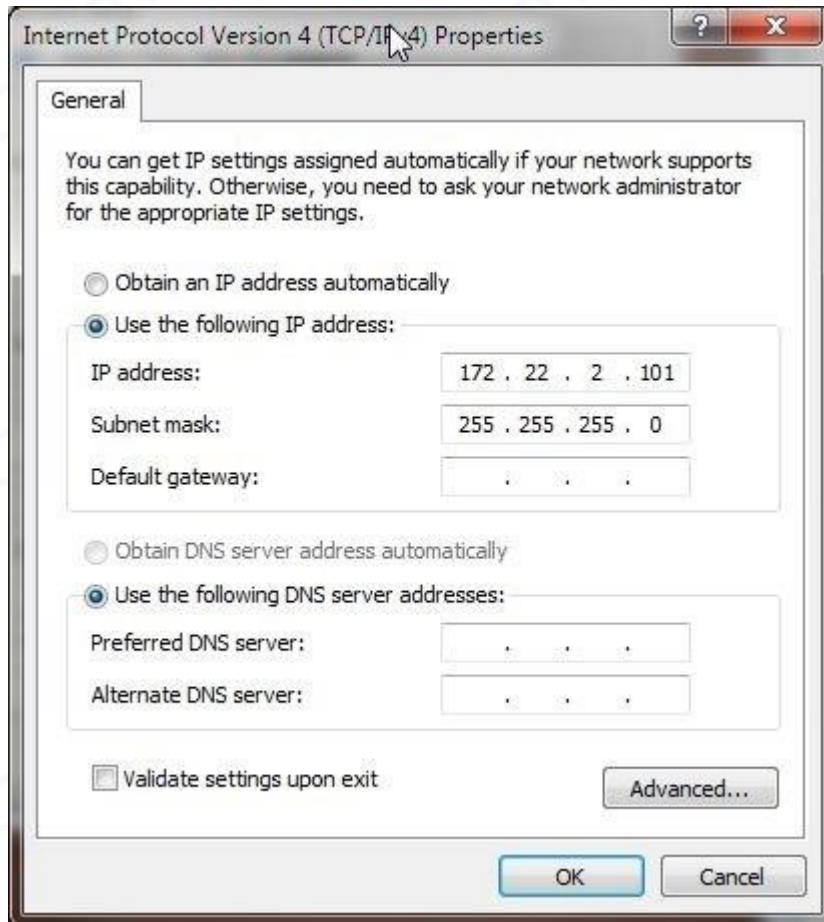 Internet Protocol Version 4 (TCP/IPv4) Properties
General
You can get IP settings assigned automatically if your network supports
this capability. Otherwise, you need to ask your network administrator
for the appropriate IP settings.
Obtain an IP address automatically
Use the following IP address:
IP address: 172 . 22 . 2 . 101
Subnet mask: 255 . 255 . 255 . 0
Default gateway: . . .
Obtain DNS server address automatically
Use the following DNS server addresses:
Preferred DNS server: . . .
Alternate DNS server: . . .
Validate settings upon exit
Advanced...
OK Cancel